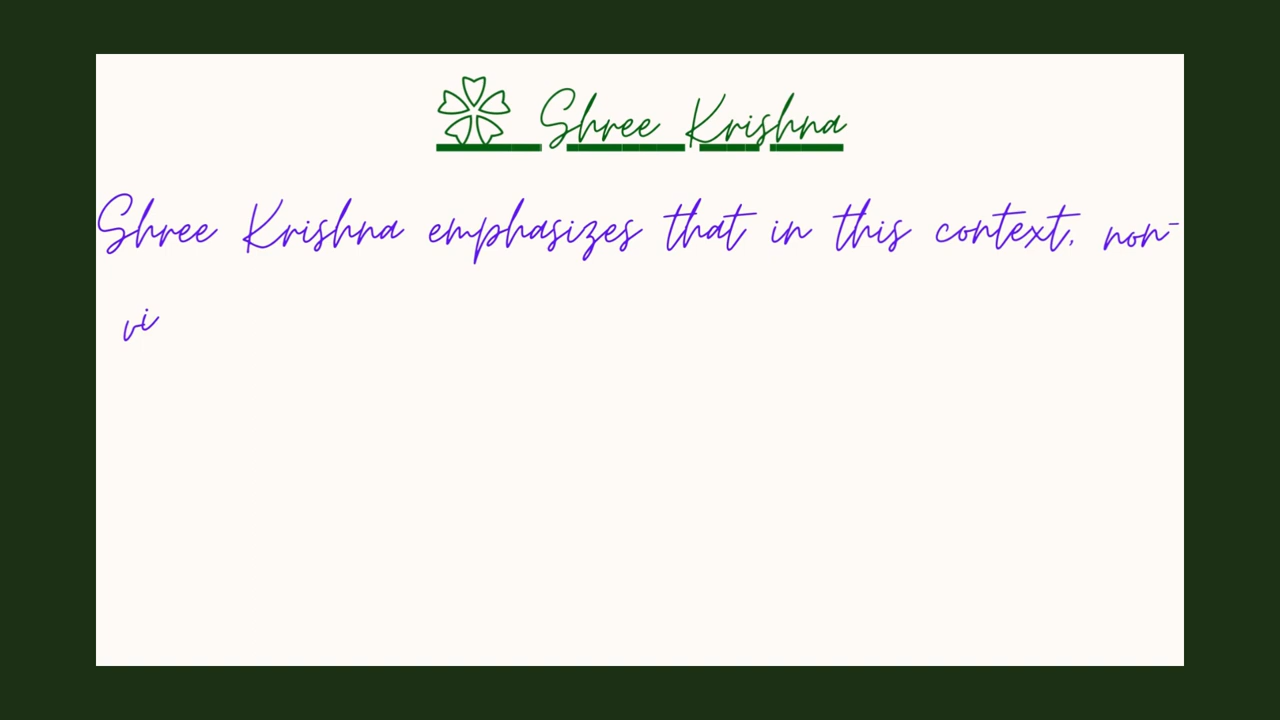 Shree Krishna
Shree Krishna emphasizes that in this context, non-
vi